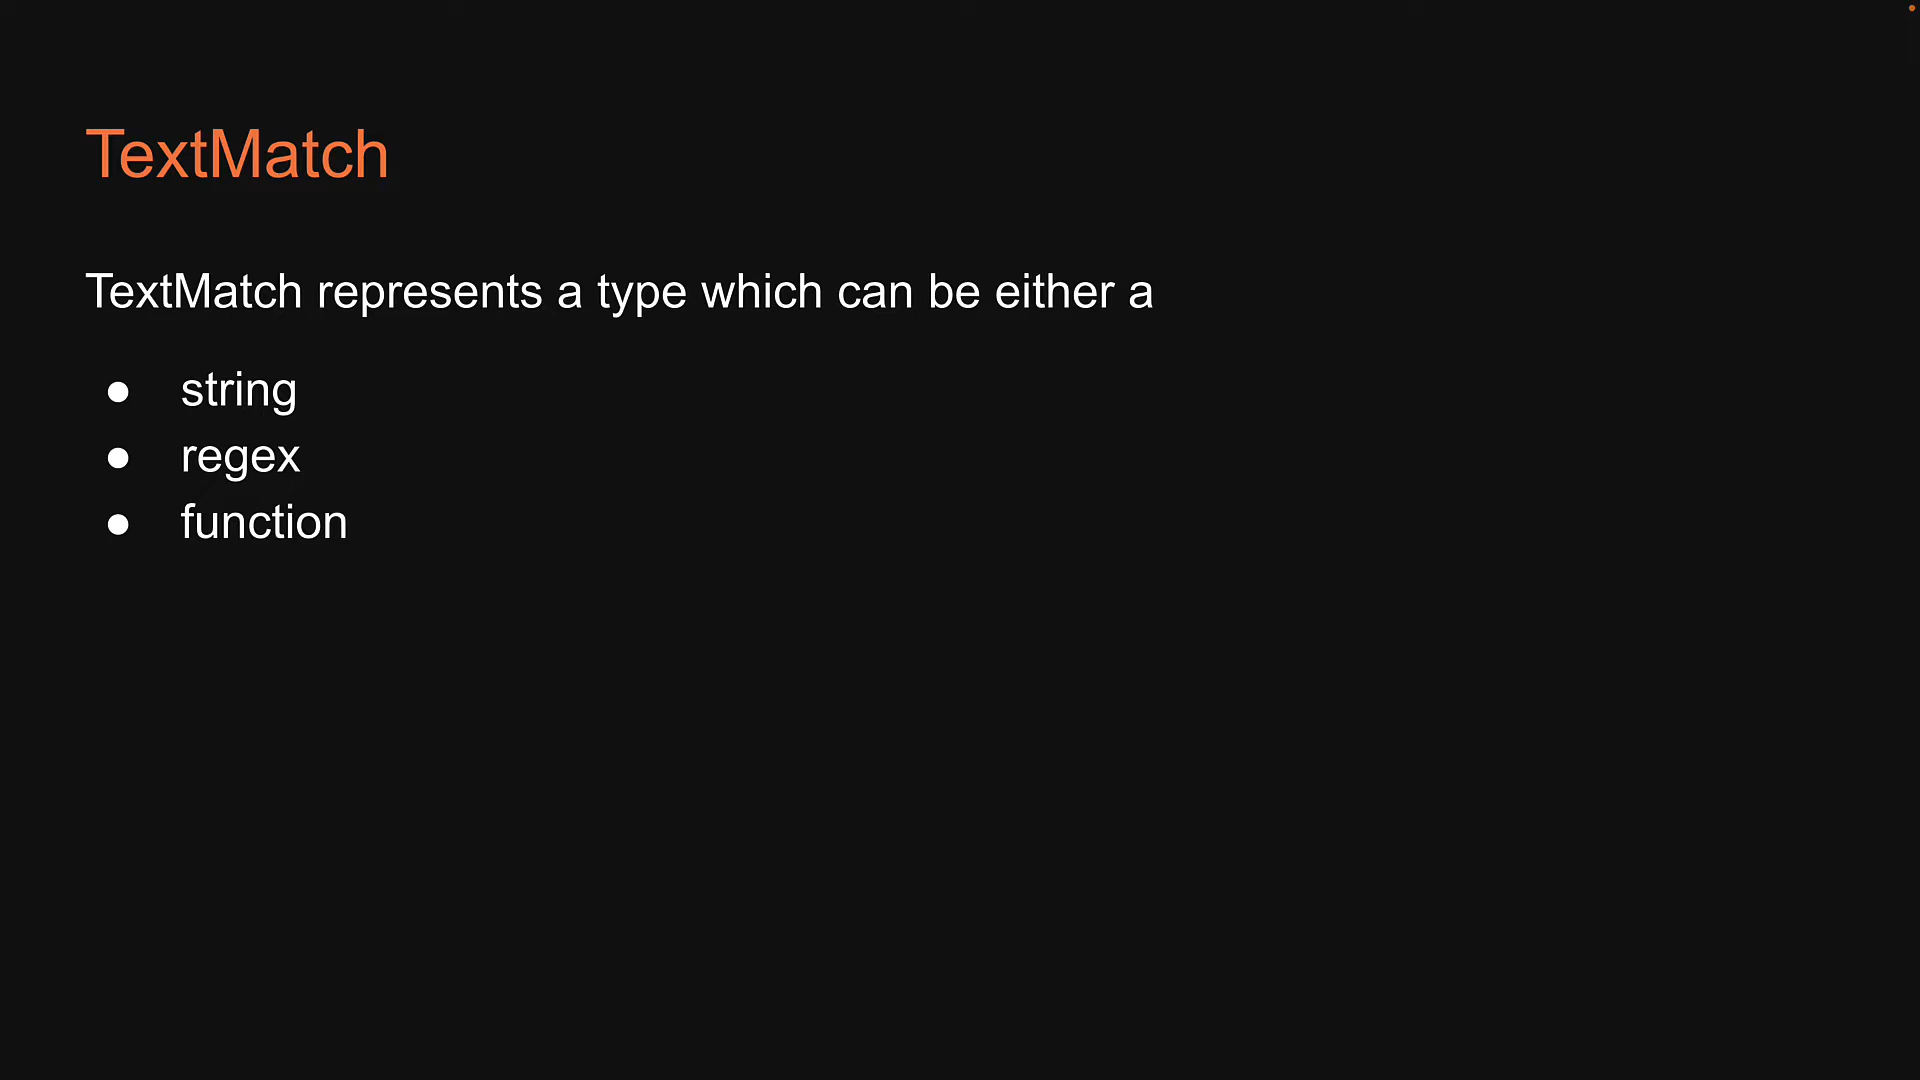 TextMatch
TextMatch represents a type which can be either a
● string
● regex
● function